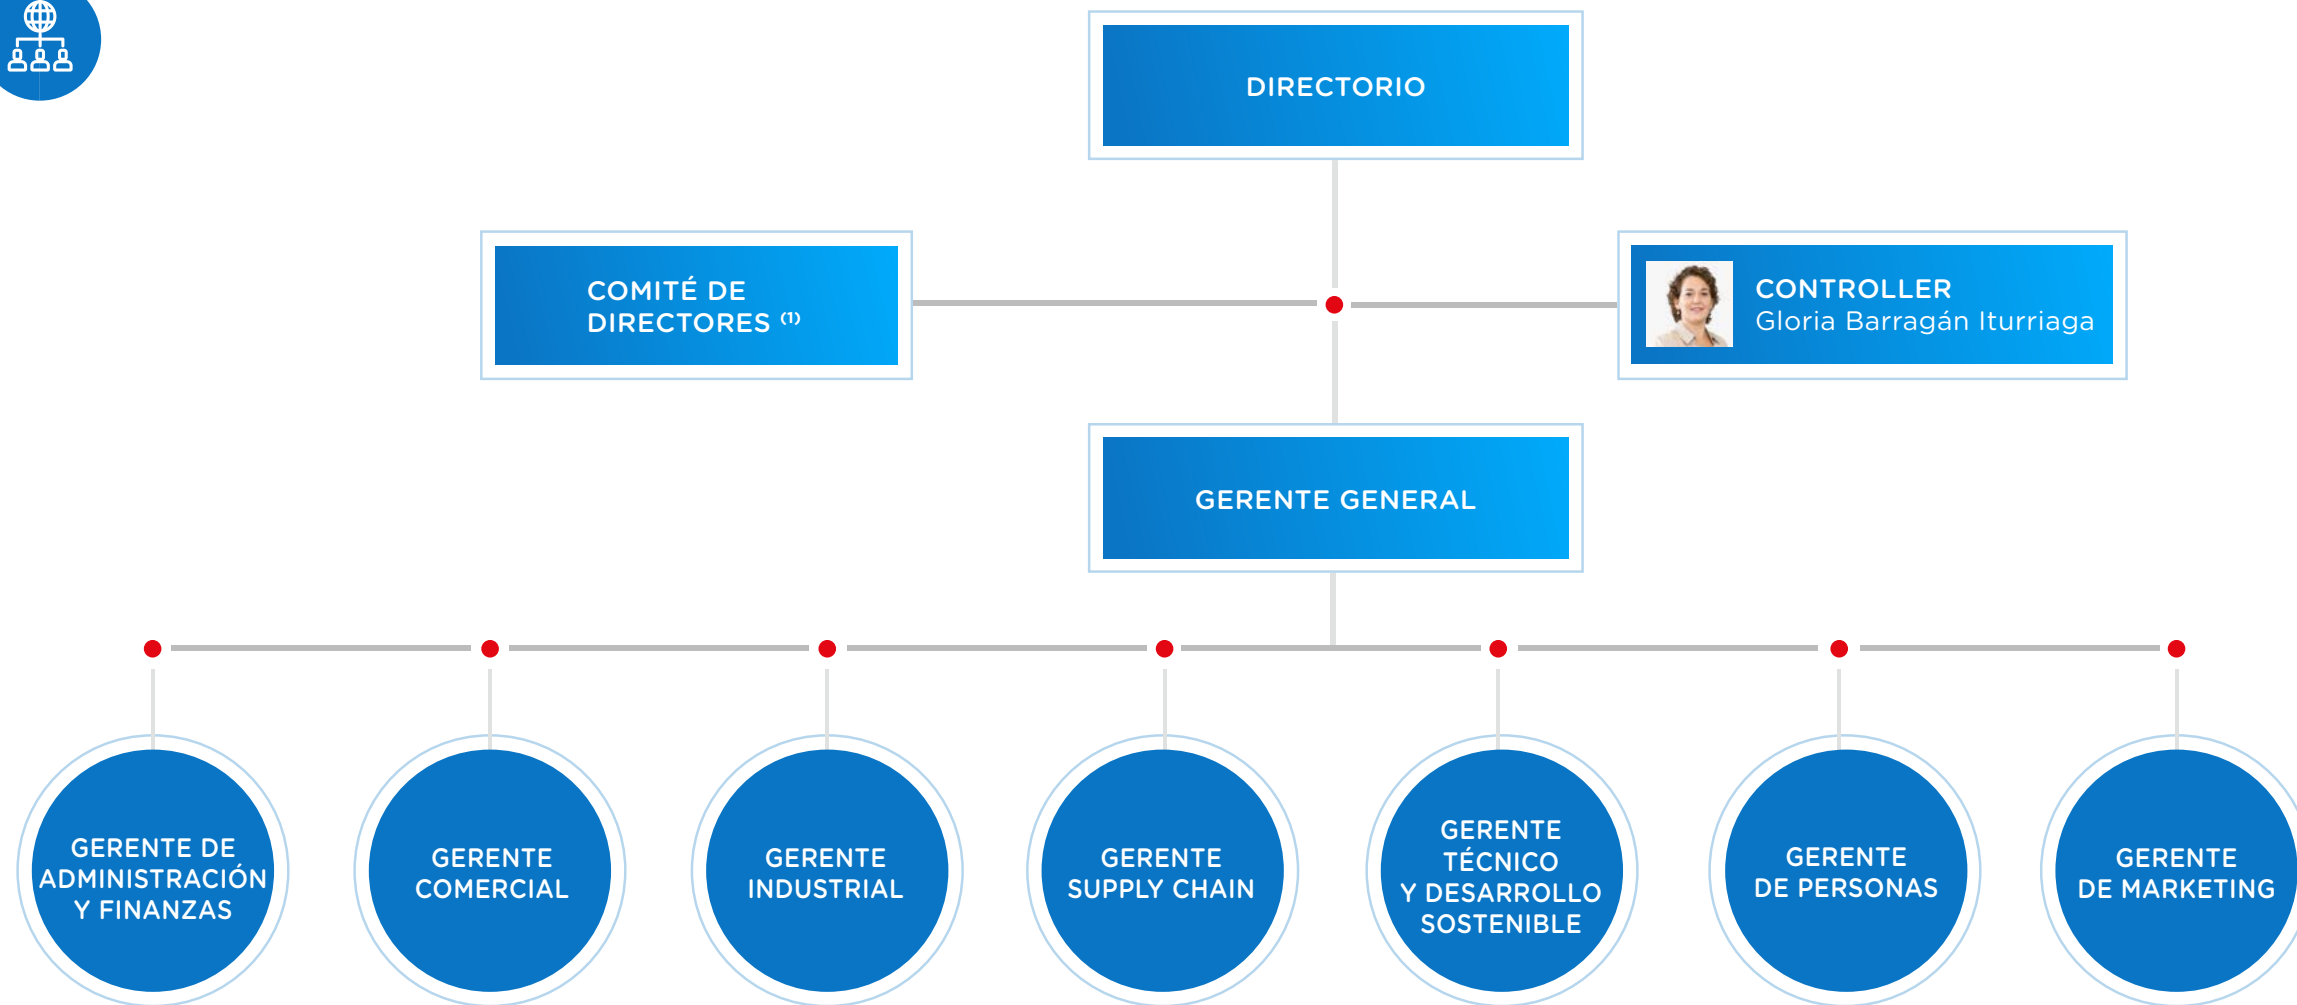 DIRECTORIO
COMITÉ DE
DIRECTORES (1)
CONTROLLER
Gloria Barragán Iturriaga
GERENTE GENERAL
GERENTE DE
ADMINISTRACIÓN
Y FINANZAS
GERENTE
COMERCIAL
GERENTE
INDUSTRIAL
GERENTE
SUPPLY CHAIN
GERENTE
TÉCNICO
Y DESARROLLO
SOSTENIBLE
GERENTE
DE PERSONAS
GERENTE
DE MARKETING